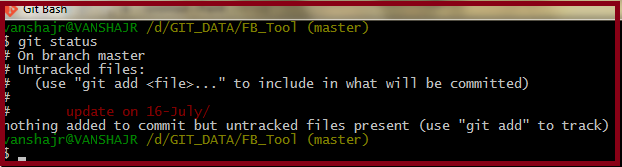 Git Bash
vanshajr@VANSHAJR /d/GIT_DATA/FB_Tool (master)
$ git status
# On branch master
# Untracked files:
#   (use "git add <file>..." to include in what will be committed)
#
#       update on 16-July/
nothing added to commit but untracked files present (use "git add" to track)
vanshajr@VANSHAJR /d/GIT_DATA/FB_Tool (master)
$